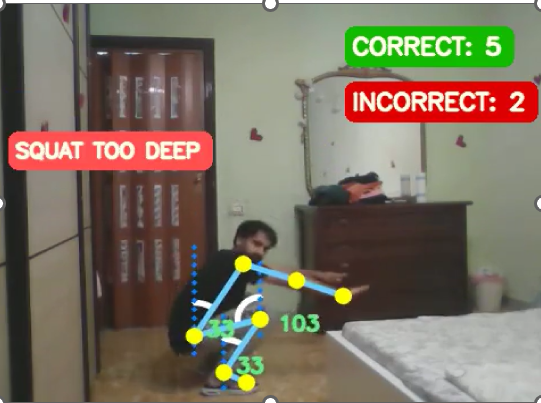 CORRECT: 5
INCORRECT: 2
SQUAT TOO DEEP
33
103
33